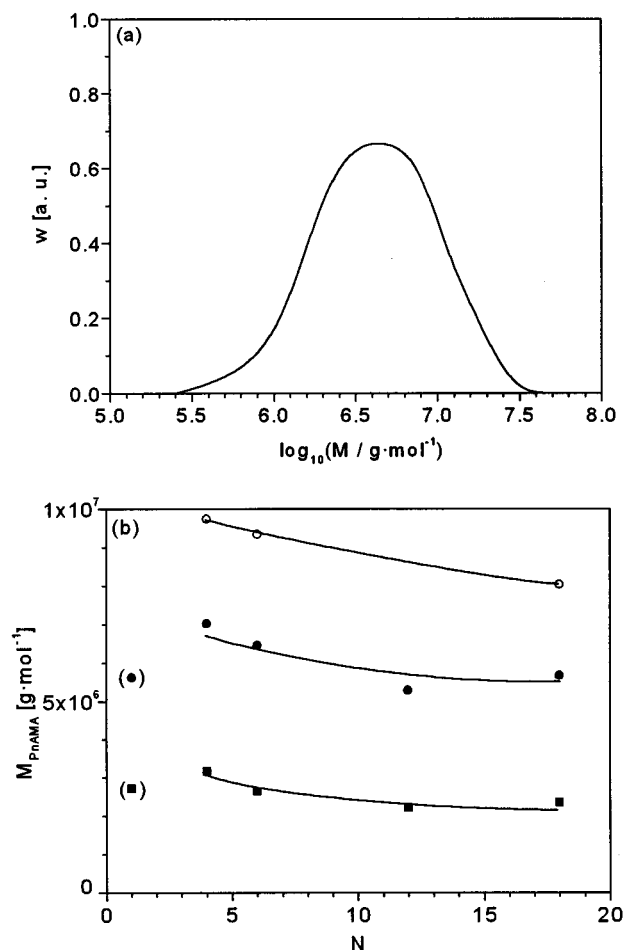 (a)
w [a. u.]
1.0
0.8
0.6
0.4
0.2
0.0
5.0 5.5 6.0 6.5 7.0 7.5 8.0
log₁₀(M / g·mol⁻¹)
(b)
M_PnAMA [g·mol⁻¹]
1x10⁷
5x10⁶
0
0 5 10 15 20
N